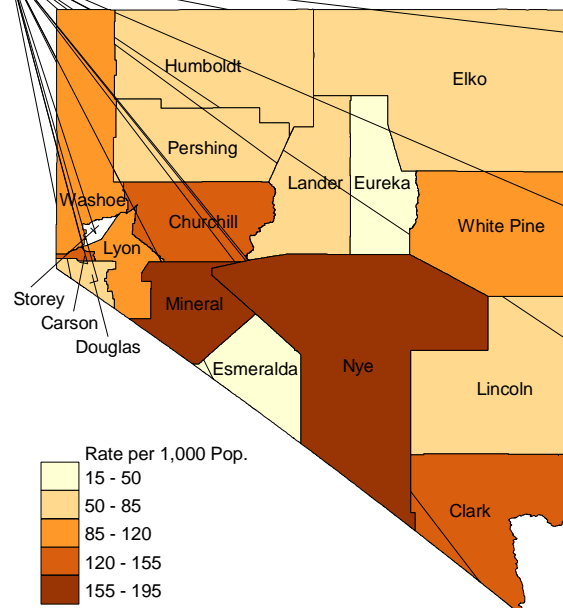 Humboldt
Elko
Pershing
Lander
Eureka
Washoe
Churchill
White Pine
Lyon
Storey
Mineral
Carson
Douglas
Esmeralda
Nye
Lincoln
Rate per 1,000 Pop.
15 - 50
50 - 85
85 - 120
120 - 155
155 - 195
Clark